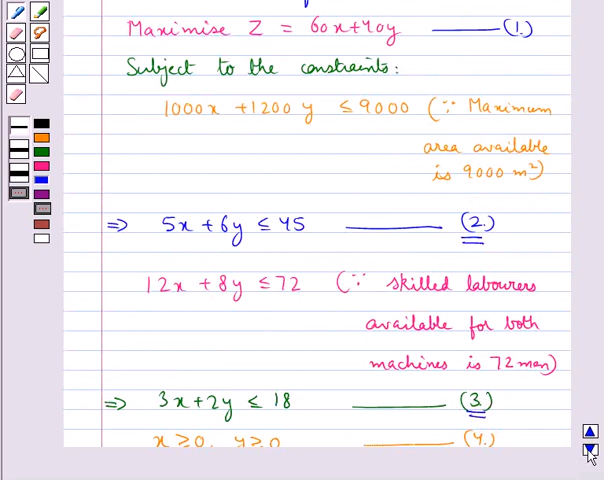 Maximise Z = 60x+40y ——— (1.)
Subject to the constraints:
1000x +1200y ≤ 9000 (∵ Maximum
area available
is 9000 m²)
⇒ 5x + 6y ≤ 45 ——— (2.)
12x + 8y ≤ 72 (∵ skilled labourers
available for both
machines is 72 men)
⇒ 3x+2y ≤ 18 ——— (3.)
x ≥ 0, y ≥ 0 ——— (4.)